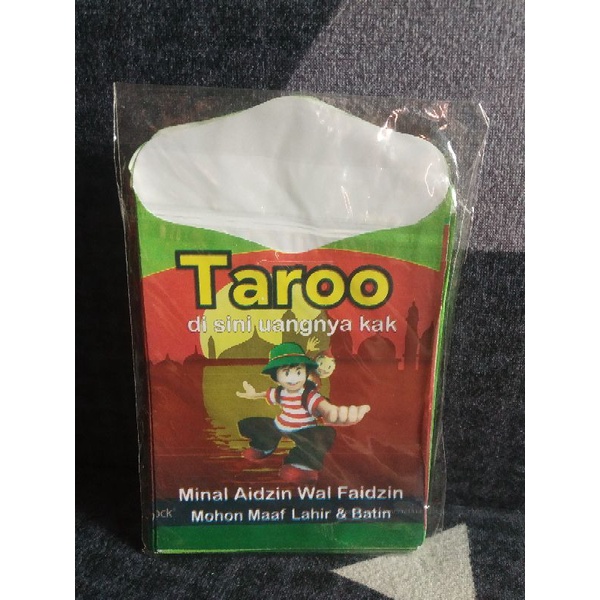 Taroo
di sini uangnya kak
Minal Aidzin Wal Faidzin
Mohon Maaf Lahir & Batin